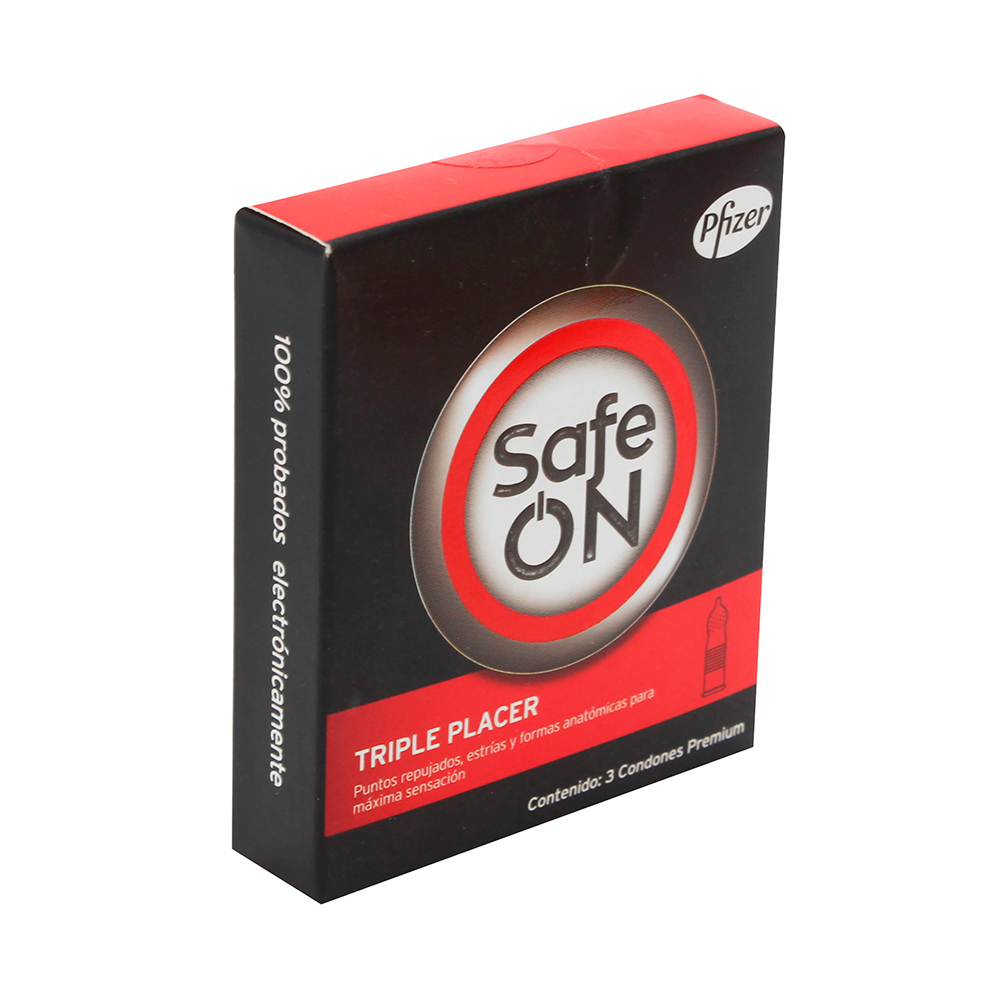 Pfizer
Safe
ON
TRIPLE PLACER
Puntos repujados, estrías y formas anatómicas para
máxima sensación
Contenido: 3 Condones Premium
100% probados electrónicamente